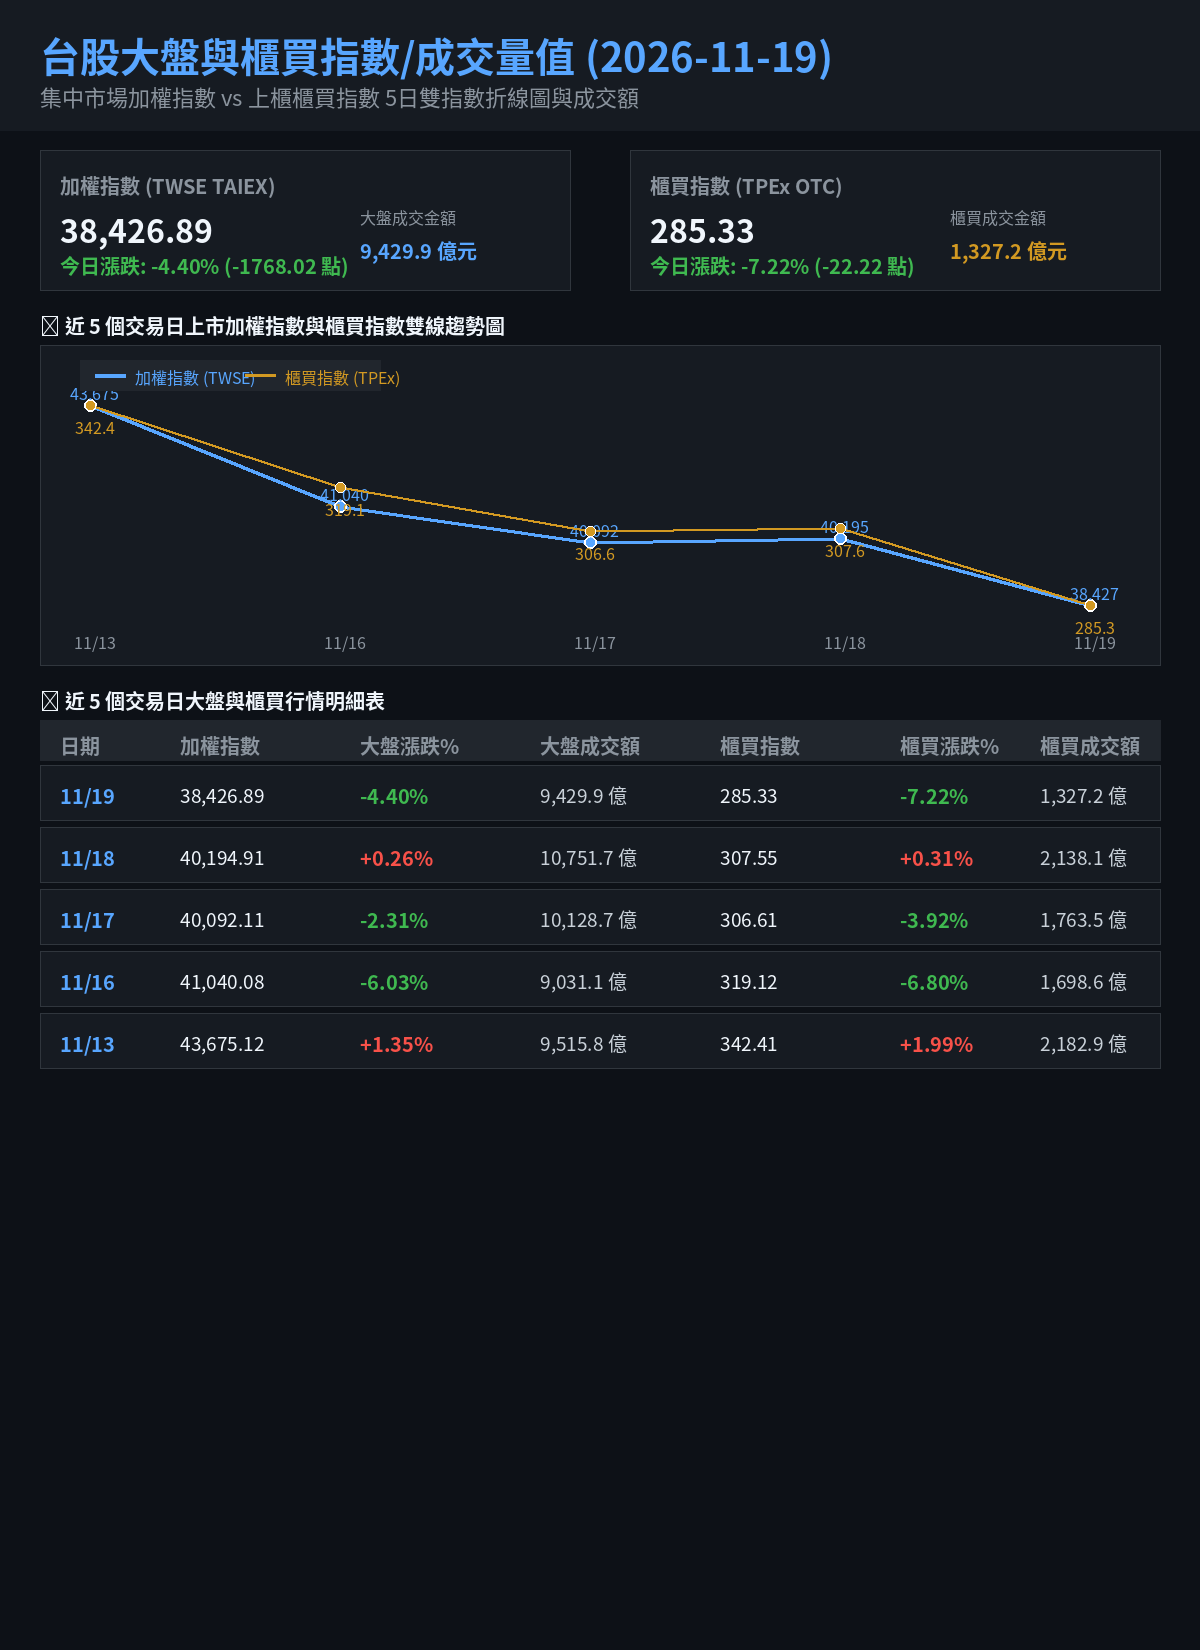 台股大盤與櫃買指數/成交量值 (2026-11-19)
集中市場加權指數 vs 上櫃櫃買指數 5日雙指數折線圖與成交額
加權指數 (TWSE TAIEX)
38,426.89
今日漲跌: -4.40% (-1768.02 點)
大盤成交金額
9,429.9 億元
櫃買指數 (TPEx OTC)
285.33
今日漲跌: -7.22% (-22.22 點)
櫃買成交金額
1,327.2 億元
近 5 個交易日上市加權指數與櫃買指數雙線趨勢圖
加權指數 (TWSE) 櫃買指數 (TPEx)
43,675
342.4
41,040
319.1
40,092
306.6
40,195
307.6
38,427
285.3
11/13 11/16 11/17 11/18 11/19
近 5 個交易日大盤與櫃買行情明細表
日期 加權指數 大盤漲跌% 大盤成交額 櫃買指數 櫃買漲跌% 櫃買成交額
11/19 38,426.89 -4.40% 9,429.9 億 285.33 -7.22% 1,327.2 億
11/18 40,194.91 +0.26% 10,751.7 億 307.55 +0.31% 2,138.1 億
11/17 40,092.11 -2.31% 10,128.7 億 306.61 -3.92% 1,763.5 億
11/16 41,040.08 -6.03% 9,031.1 億 319.12 -6.80% 1,698.6 億
11/13 43,675.12 +1.35% 9,515.8 億 342.41 +1.99% 2,182.9 億